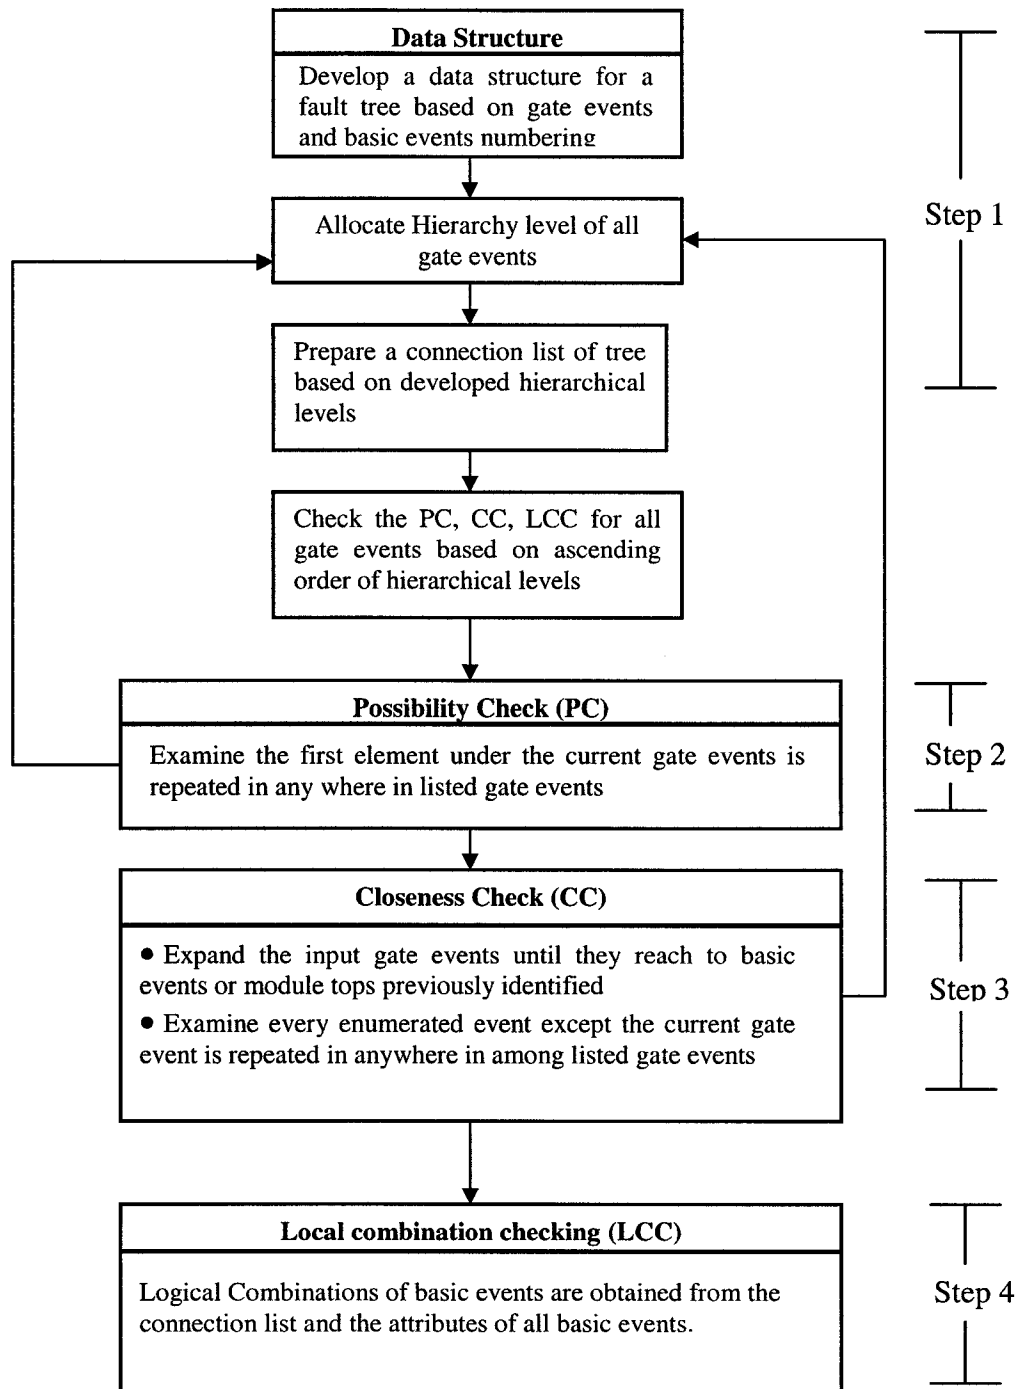 Data Structure
Develop a data structure for a
fault tree based on gate events
and basic events numbering
Step 1
Allocate Hierarchy level of all
gate events
Prepare a connection list of tree
based on developed hierarchical
levels
Check the PC, CC, LCC for all
gate events based on ascending
order of hierarchical levels
Possibility Check (PC)
Examine the first element under the current gate events is
repeated in any where in listed gate events
Step 2
Closeness Check (CC)
● Expand the input gate events until they reach to basic
events or module tops previously identified
● Examine every enumerated event except the current gate
event is repeated in anywhere in among listed gate events
Step 3
Local combination checking (LCC)
Logical Combinations of basic events are obtained from the
connection list and the attributes of all basic events.
Step 4